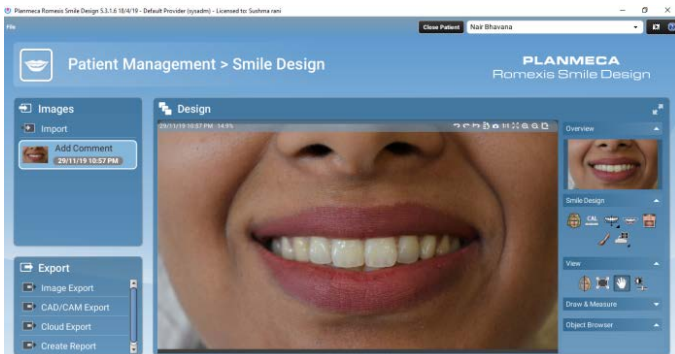 Planmeca Romexis Smile Design 5.3.1.6 18/4/19 - Default Provider (sysadm) - Licensed to: Sushma rani
File
Close Patient
Nair Bhavana
Patient Management > Smile Design
PLANMECA
Romexis Smile Design
Images
Import
Add Comment
29/11/19 10:57 PM
Design
29/11/19 10:57 PM -14.9%
1:1
Overview
Smile Design
CAL
View
Draw & Measure
Object Browser
Export
Image Export
CAD/CAM Export
Cloud Export
Create Report